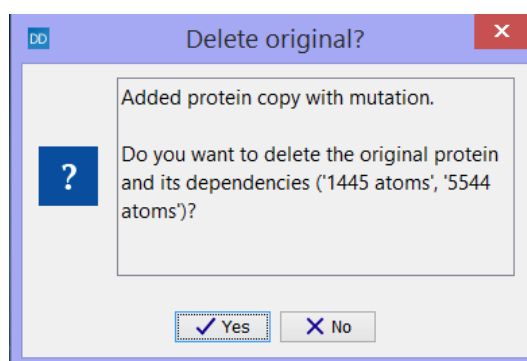 DD
Delete original?
×
Added protein copy with mutation.
Do you want to delete the original protein
and its dependencies ('1445 atoms', '5544
atoms')?
?
Yes
No